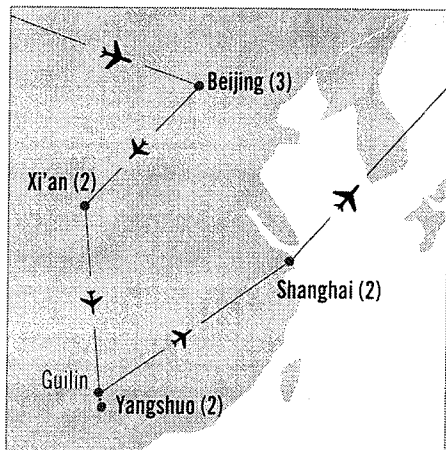 Beijing (3)
Xi'an (2)
Shanghai (2)
Guilin
Yangshuo (2)